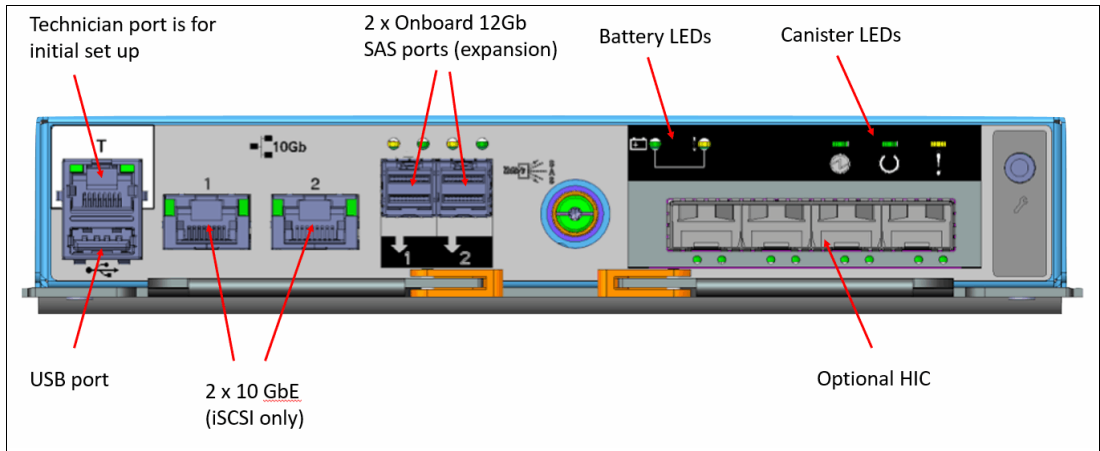 Technician port is for
initial set up
2 x Onboard 12Gb
SAS ports (expansion)
Battery LEDs
Canister LEDs
T
10Gb
1
2
1
2
USB port
2 x 10 GbE
(iSCSI only)
Optional HIC